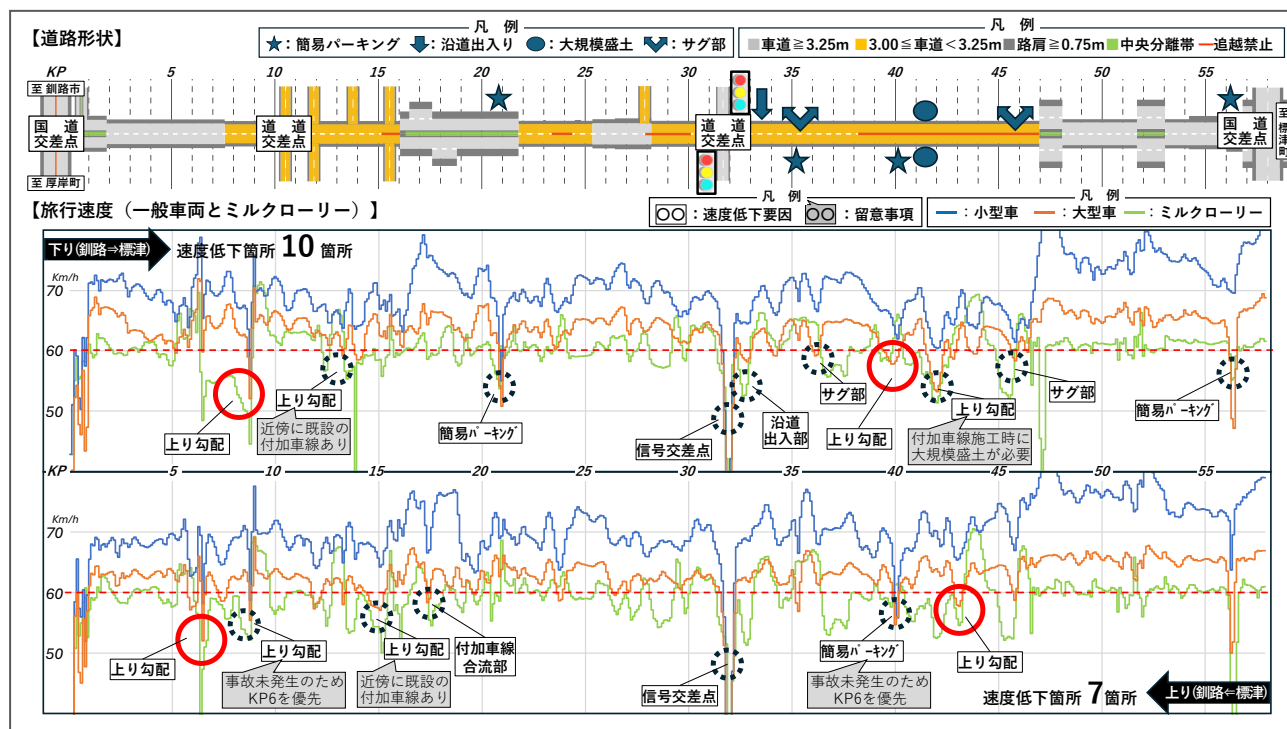 【道路形状】
凡 例
★：簡易パーキング
：沿道出入り
：大規模盛土
：サグ部
凡 例
車道≧3.25m
3.00≦車道＜3.25m
路肩≧0.75m
中央分離帯
追越禁止
KP 5 10 15 20 25 30 35 40 45 50 55
至 釧路市
国 道
交差点
至 厚岸町
道 道
交差点
道 道
交差点
国 道
交差点
至 標津町
【旅行速度（一般車両とミルクローリー）】
凡 例
○○：速度低下要因
○○：留意事項
凡 例
小型車
大型車
ミルクローリー
下り(釧路⇒標津)
速度低下箇所 10 箇所
Km/h
70
60
50
上り勾配
上り勾配
近傍に既設の
付加車線あり
簡易ﾊﾟｰｷﾝｸﾞ
信号交差点
沿道
出入部
サグ部
上り勾配
上り勾配
付加車線施工時に
大規模盛土が必要
サグ部
簡易ﾊﾟｰｷﾝｸﾞ
KP 5 10 15 20 25 30 35 40 45 50 55
Km/h
70
60
50
上り勾配
上り勾配
事故未発生のため
KP6を優先
上り勾配
近傍に既設の
付加車線あり
付加車線
合流部
信号交差点
簡易ﾊﾟｰｷﾝｸﾞ
事故未発生のため
KP6を優先
上り勾配
速度低下箇所 7箇所
上り(釧路⇐標津)